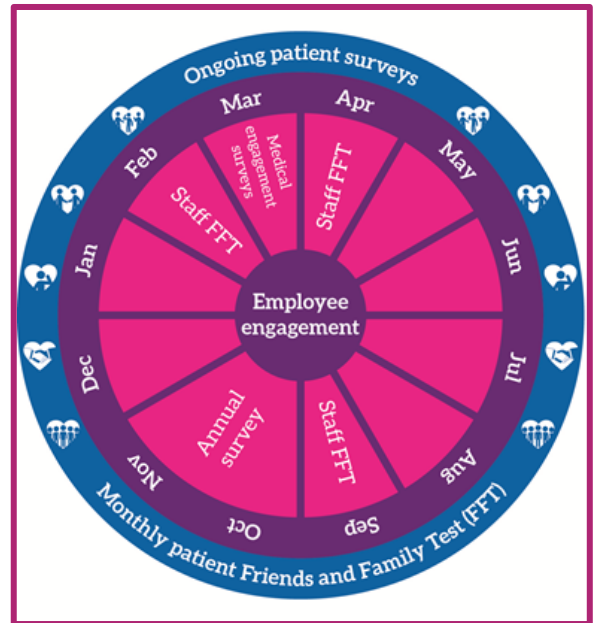 Ongoing patient surveys
Jan
Feb
Mar
Apr
May
Jun
Jul
Aug
Sep
Oct
Nov
Dec
Staff FFT
Medical
engagement
surveys
Staff FFT
Staff FFT
Annual
survey
Employee
engagement
Monthly patient Friends and Family Test (FFT)